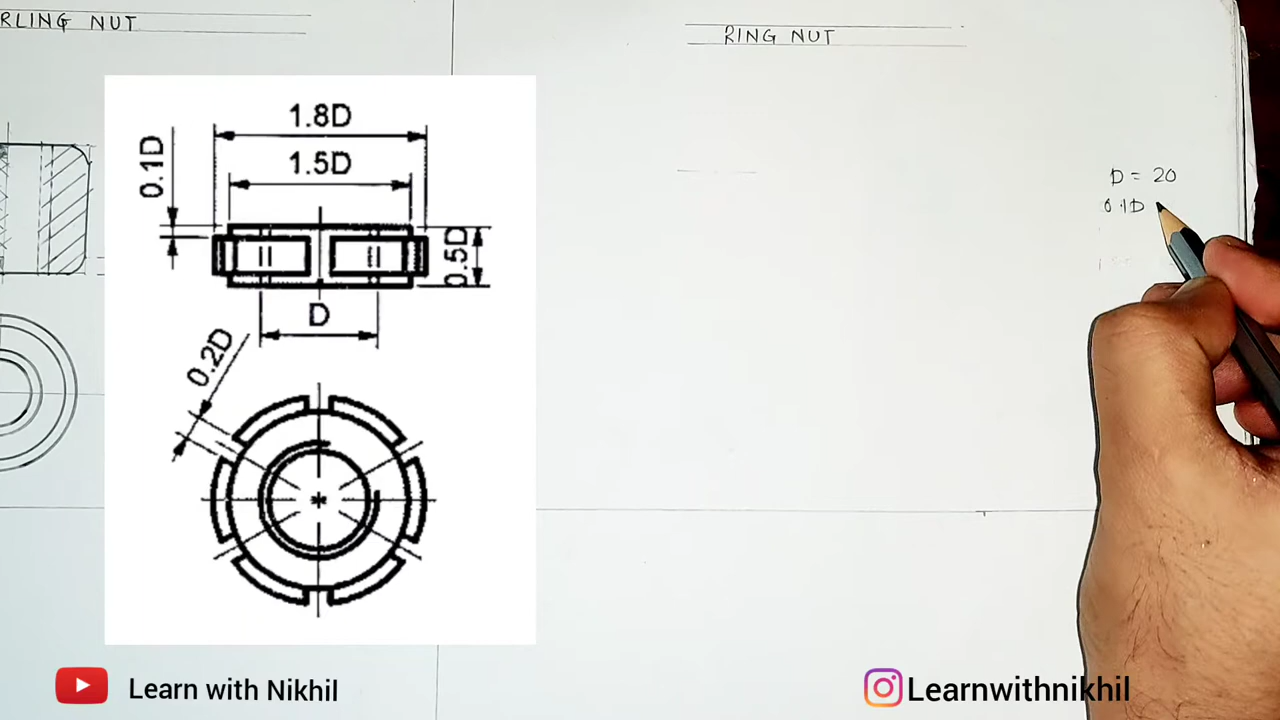 RLING NUT
RING NUT
1.8D
1.5D
0.1D
0.5D
D
0.2D
D = 20
0.1D
Learn with Nikhil
Learnwithnikhil